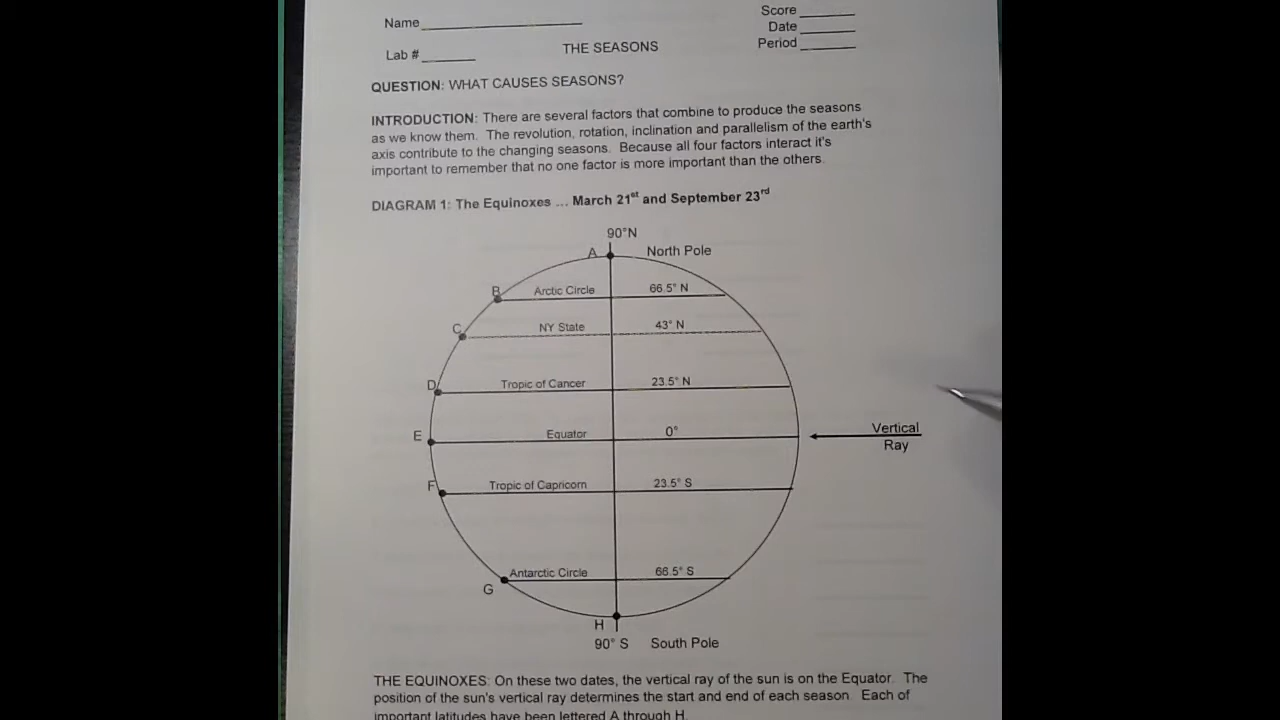 Name
Score
Date
Lab #
THE SEASONS
Period
QUESTION: WHAT CAUSES SEASONS?
INTRODUCTION: There are several factors that combine to produce the seasons
as we know them. The revolution, rotation, inclination and parallelism of the earth's
axis contribute to the changing seasons. Because all four factors interact it's
important to remember that no one factor is more important than the others.
DIAGRAM 1: The Equinoxes ... March 21st and September 23rd
90°N
A North Pole
B Arctic Circle 66.5° N
C NY State 43° N
D Tropic of Cancer 23.5° N
E Equator 0° Vertical
Ray
F Tropic of Capricorn 23.5° S
Antarctic Circle 66.5° S
G
H
90° S South Pole
THE EQUINOXES: On these two dates, the vertical ray of the sun is on the Equator. The
position of the sun's vertical ray determines the start and end of each season. Each of
important latitudes have been lettered A through H.